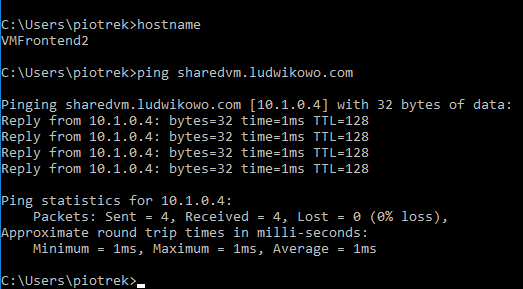 C:\Users\piotrek>hostname
VMFrontend2
C:\Users\piotrek>ping sharedvm.ludwikowo.com
Pinging sharedvm.ludwikowo.com [10.1.0.4] with 32 bytes of data:
Reply from 10.1.0.4: bytes=32 time=1ms TTL=128
Reply from 10.1.0.4: bytes=32 time=1ms TTL=128
Reply from 10.1.0.4: bytes=32 time=1ms TTL=128
Reply from 10.1.0.4: bytes=32 time=1ms TTL=128
Ping statistics for 10.1.0.4:
    Packets: Sent = 4, Received = 4, Lost = 0 (0% loss),
Approximate round trip times in milli-seconds:
    Minimum = 1ms, Maximum = 1ms, Average = 1ms
C:\Users\piotrek>